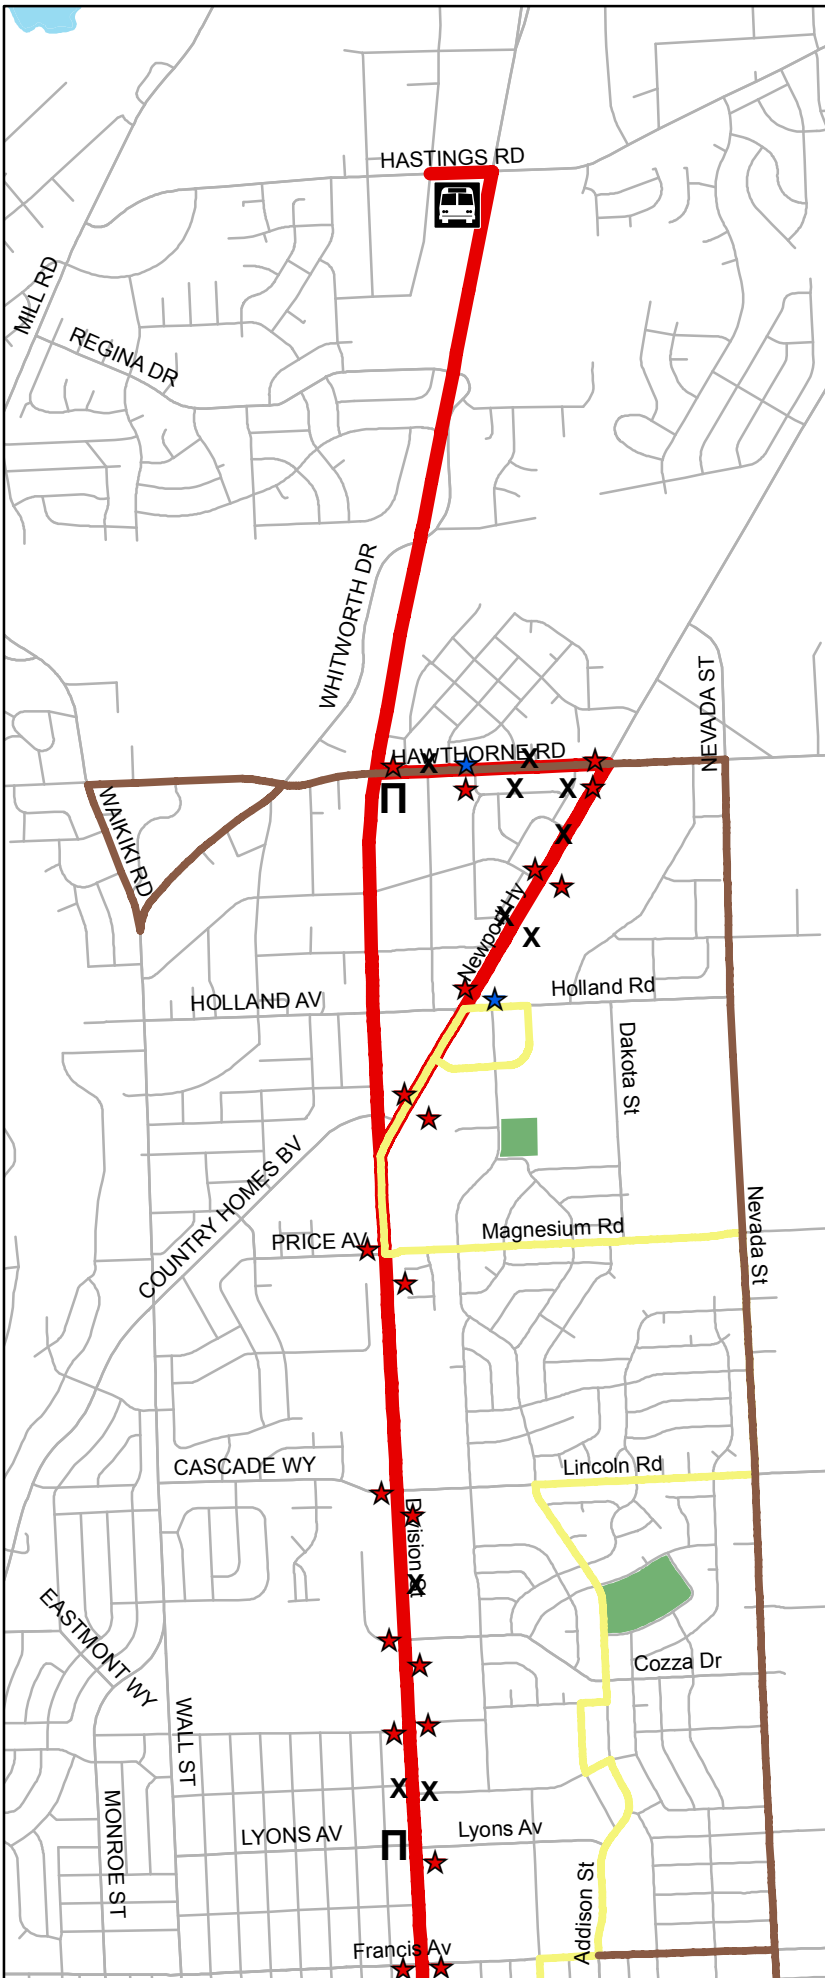 HASTINGS RD
MILL RD
REGINA DR
WHITWORTH DR
NEVADA ST
HAWTHORNE RD
П
X
X
X
X
WAIKIKI RD
X
Newport Hy
X
X
HOLLAND AV
Holland Rd
Dakota St
COUNTRY HOMES BV
PRICE AV
Magnesium Rd
Nevada St
CASCADE WY
Lincoln Rd
Division St
X
EASTMONT WY
Cozza Dr
WALL ST
X
X
MONROE ST
LYONS AV
П
Lyons Av
Addison St
Francis Av